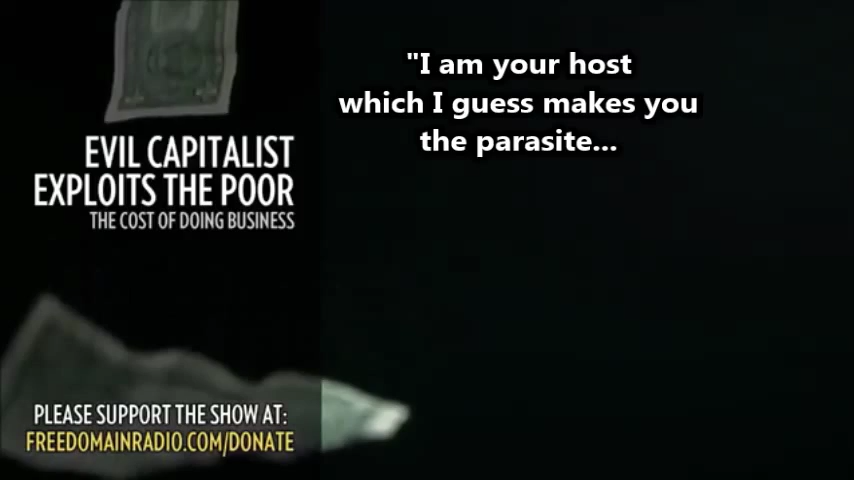 "I am your host
which I guess makes you
the parasite...
EVIL CAPITALIST
EXPLOITS THE POOR
THE COST OF DOING BUSINESS
PLEASE SUPPORT THE SHOW AT:
FREEDOMAINRADIO.COM/DONATE